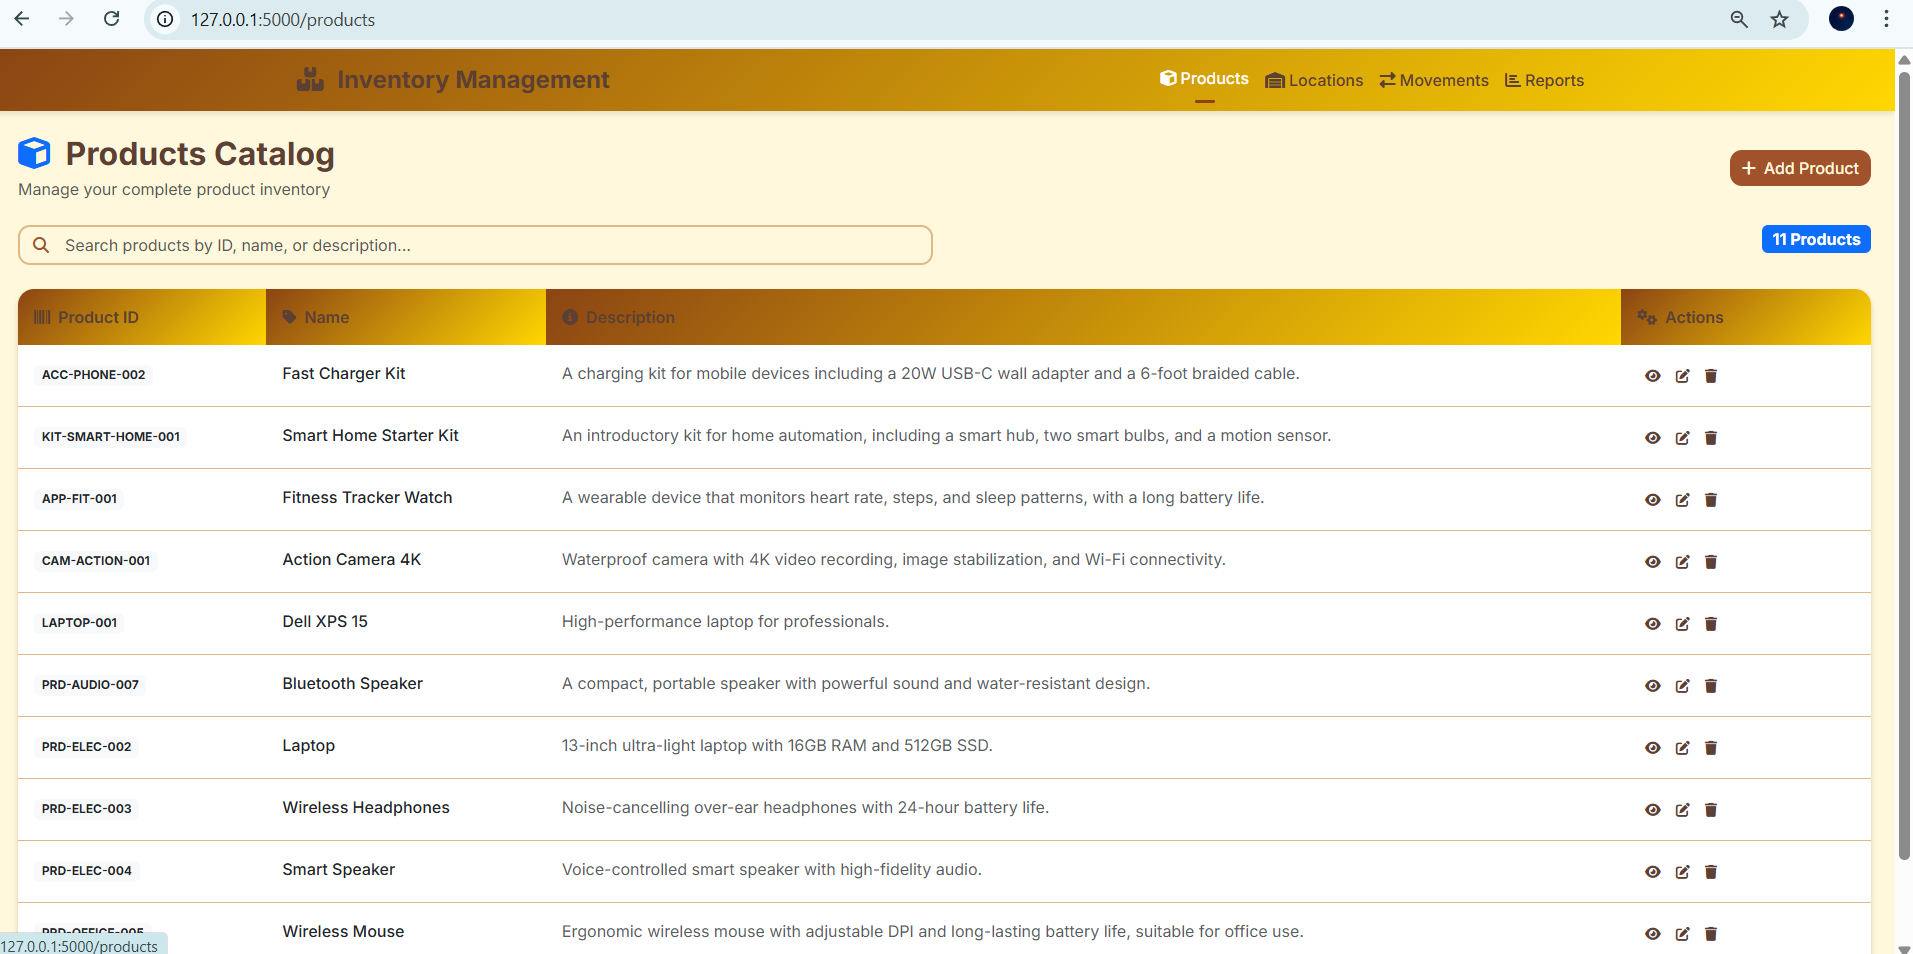 127.0.0.1:5000/products
Inventory Management
Products Locations Movements Reports
Products Catalog
Manage your complete product inventory
+ Add Product
Search products by ID, name, or description...
11 Products
Product ID Name Description Actions
ACC-PHONE-002 Fast Charger Kit A charging kit for mobile devices including a 20W USB-C wall adapter and a 6-foot braided cable.
KIT-SMART-HOME-001 Smart Home Starter Kit An introductory kit for home automation, including a smart hub, two smart bulbs, and a motion sensor.
APP-FIT-001 Fitness Tracker Watch A wearable device that monitors heart rate, steps, and sleep patterns, with a long battery life.
CAM-ACTION-001 Action Camera 4K Waterproof camera with 4K video recording, image stabilization, and Wi-Fi connectivity.
LAPTOP-001 Dell XPS 15 High-performance laptop for professionals.
PRD-AUDIO-007 Bluetooth Speaker A compact, portable speaker with powerful sound and water-resistant design.
PRD-ELEC-002 Laptop 13-inch ultra-light laptop with 16GB RAM and 512GB SSD.
PRD-ELEC-003 Wireless Headphones Noise-cancelling over-ear headphones with 24-hour battery life.
PRD-ELEC-004 Smart Speaker Voice-controlled smart speaker with high-fidelity audio.
PRD-OFFICE-005 Wireless Mouse Ergonomic wireless mouse with adjustable DPI and long-lasting battery life, suitable for office use.
127.0.0.1:5000/products